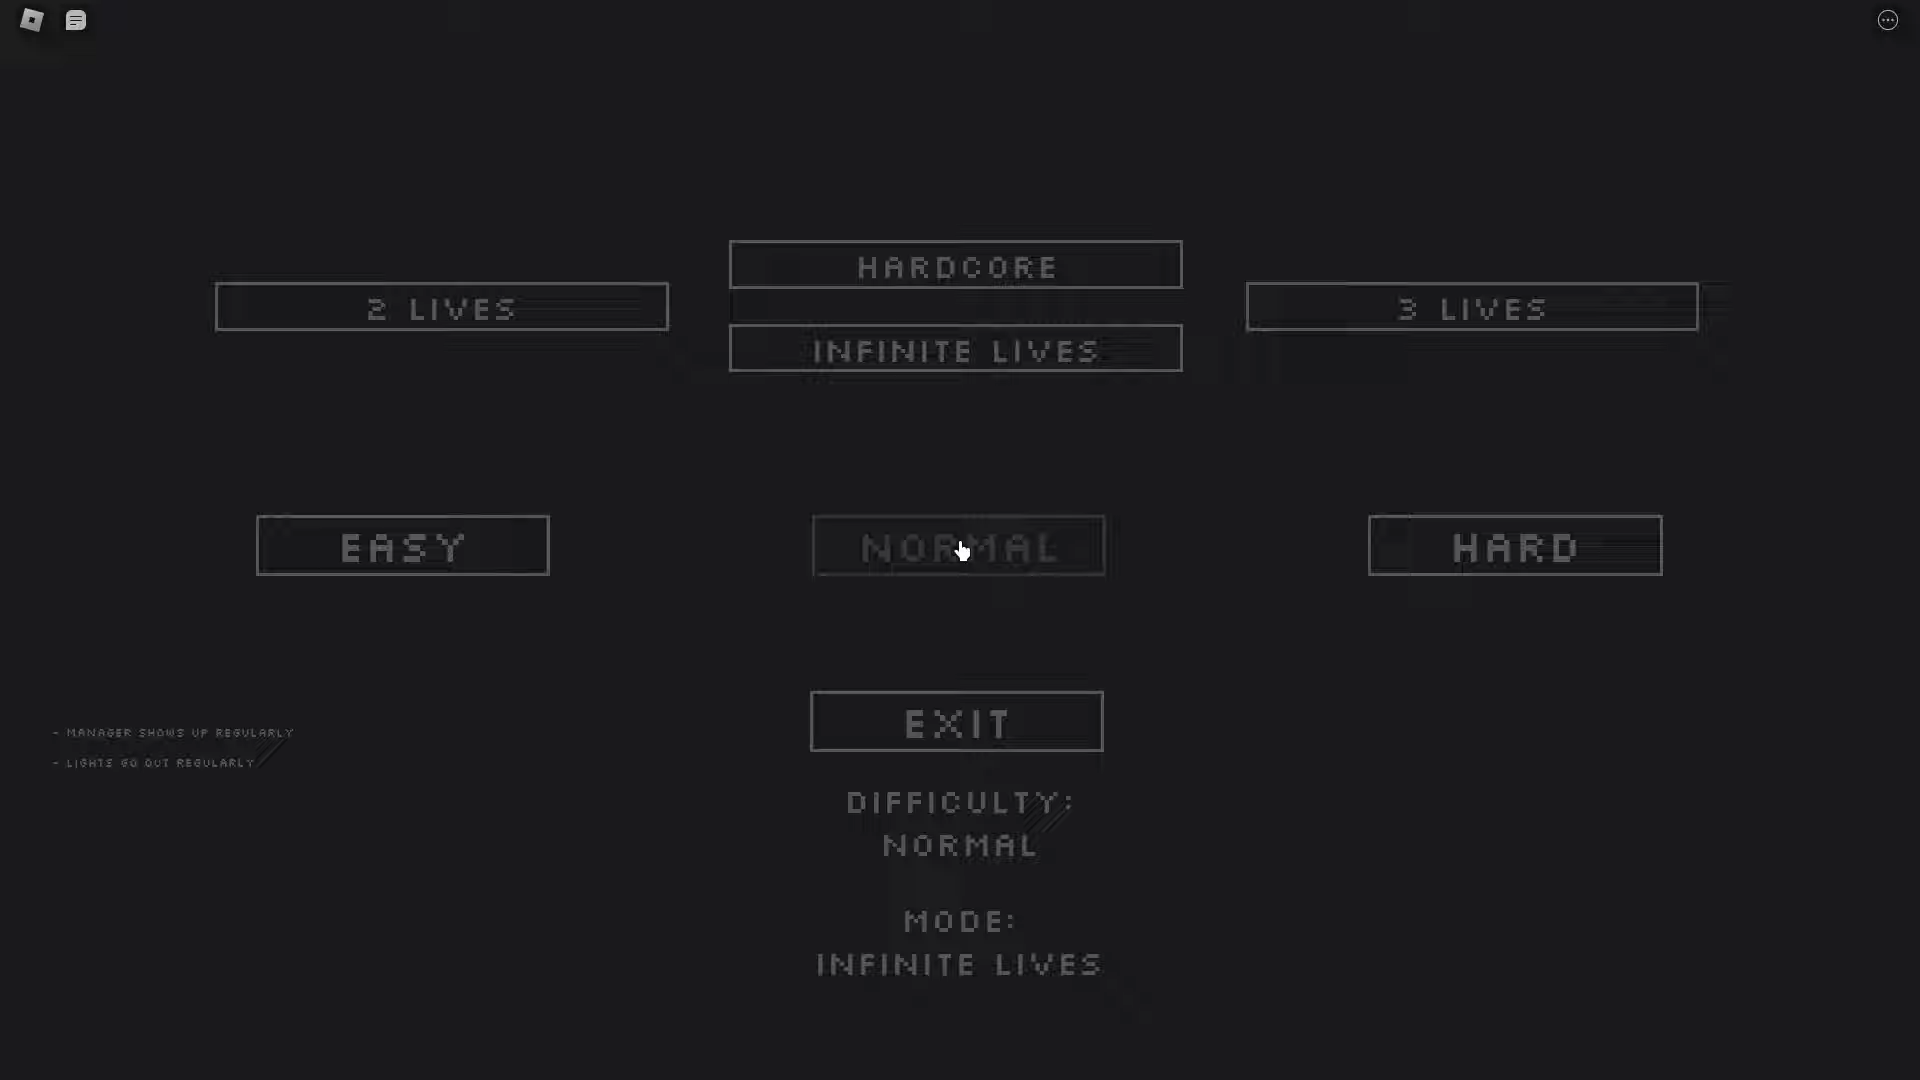 HARDCORE
2 LIVES
3 LIVES
INFINITE LIVES
EASY
NORMAL
HARD
EXIT
- MANAGER SHOWS UP REGULARLY
- LIGHTS GO OUT REGULARLY
DIFFICULTY:
NORMAL
MODE:
INFINITE LIVES